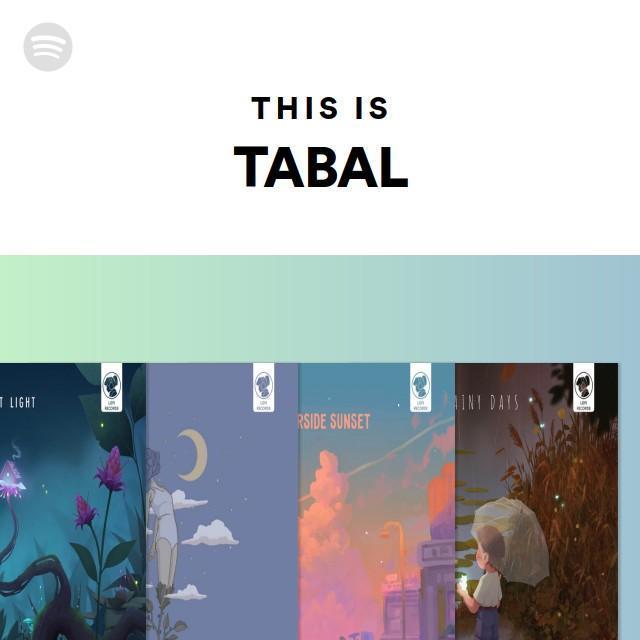 THIS IS
TABAL
T LIGHT
LOFI
RECORDS
LOFI
RECORDS
RSIDE SUNSET
LOFI
RECORDS
INY DAYS
LOFI
RECORDS